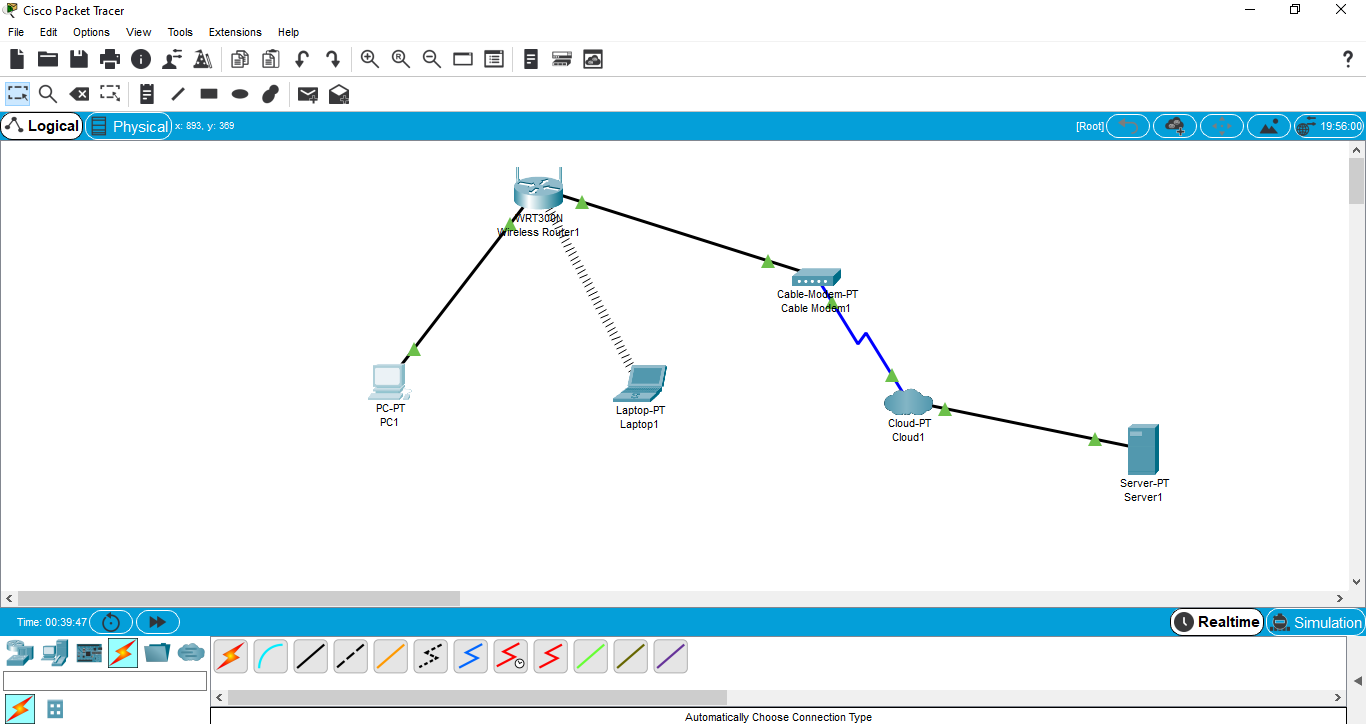 Cisco Packet Tracer
File Edit Options View Tools Extensions Help
Logical Physical x: 893, y: 369 [Root] 19:56:00
WRT300N
Wireless Router1
Cable-Modem-PT
Cable Modem1
PC-PT
PC1
Laptop-PT
Laptop1
Cloud-PT
Cloud1
Server-PT
Server1
Time: 00:39:47 Realtime Simulation
Automatically Choose Connection Type